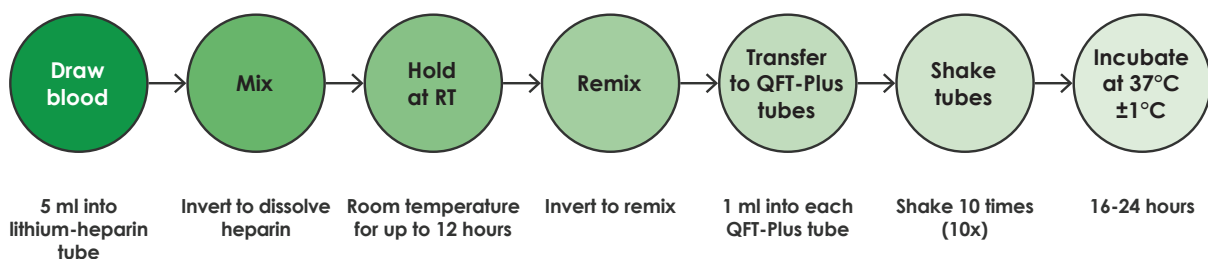 Draw
blood
Mix
Hold
at RT
Remix
Transfer
to QFT-Plus
tubes
Shake
tubes
Incubate
at 37°C
±1°C
5 ml into
lithium-heparin
tube
Invert to dissolve
heparin
Room temperature
for up to 12 hours
Invert to remix
1 ml into each
QFT-Plus tube
Shake 10 times
(10x)
16-24 hours